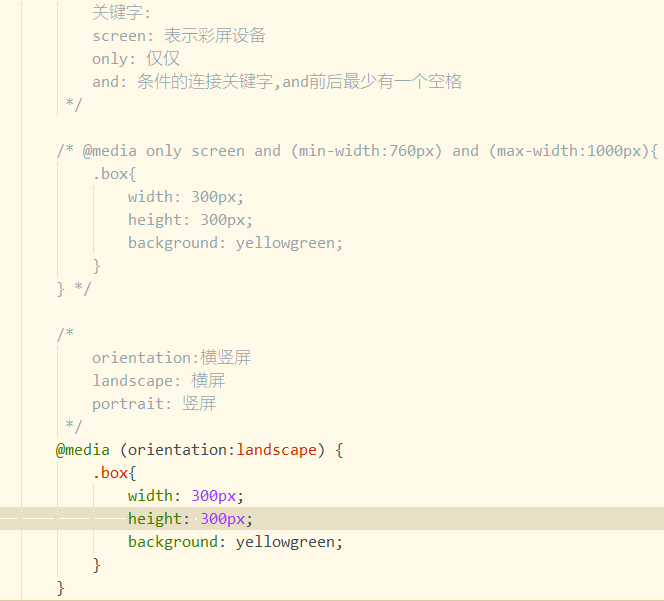 关键字:
screen: 表示彩屏设备
only: 仅仅
and: 条件的连接关键字,and前后最少有一个空格
*/
/* @media only screen and (min-width:760px) and (max-width:1000px){
.box{
width: 300px;
height: 300px;
background: yellowgreen;
}
} */
/*
orientation:横竖屏
landscape: 横屏
portrait: 竖屏
*/
@media (orientation:landscape) {
.box{
width: 300px;
height: 300px;
background: yellowgreen;
}
}